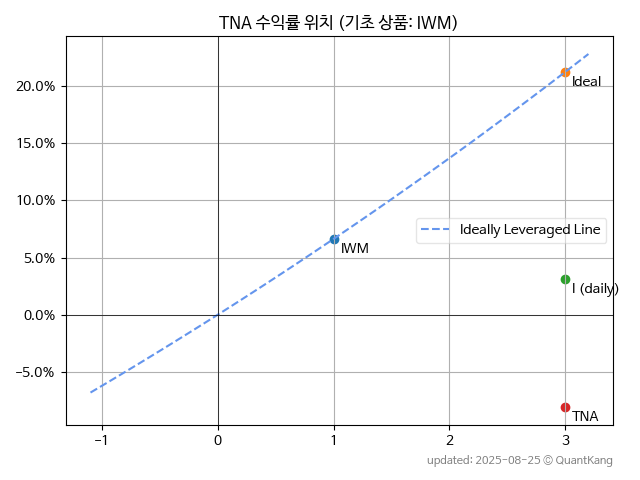 TNA 수익률 위치 (기초 상품: IWM)
20.0%
15.0%
10.0%
5.0%
0.0%
−5.0%
Ideal
Ideally Leveraged Line
IWM
I (daily)
TNA
−1
0
1
2
3
updated: 2025-08-25 © QuantKang